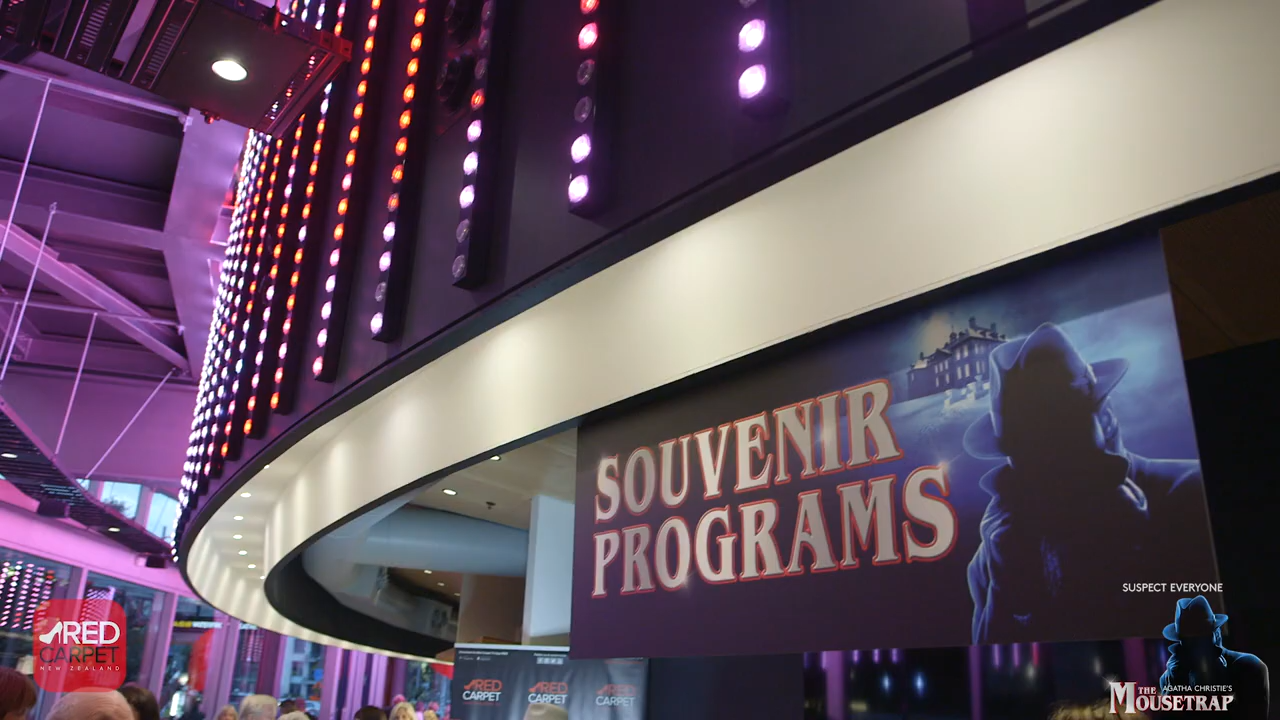 SOUVENIR
PROGRAMS
SUSPECT EVERYONE
THE AGATHA CHRISTIE'S
MOUSETRAP
RED
CARPET
NEW ZEALAND
RED
CARPET
RED
CARPET
RED
CARPET